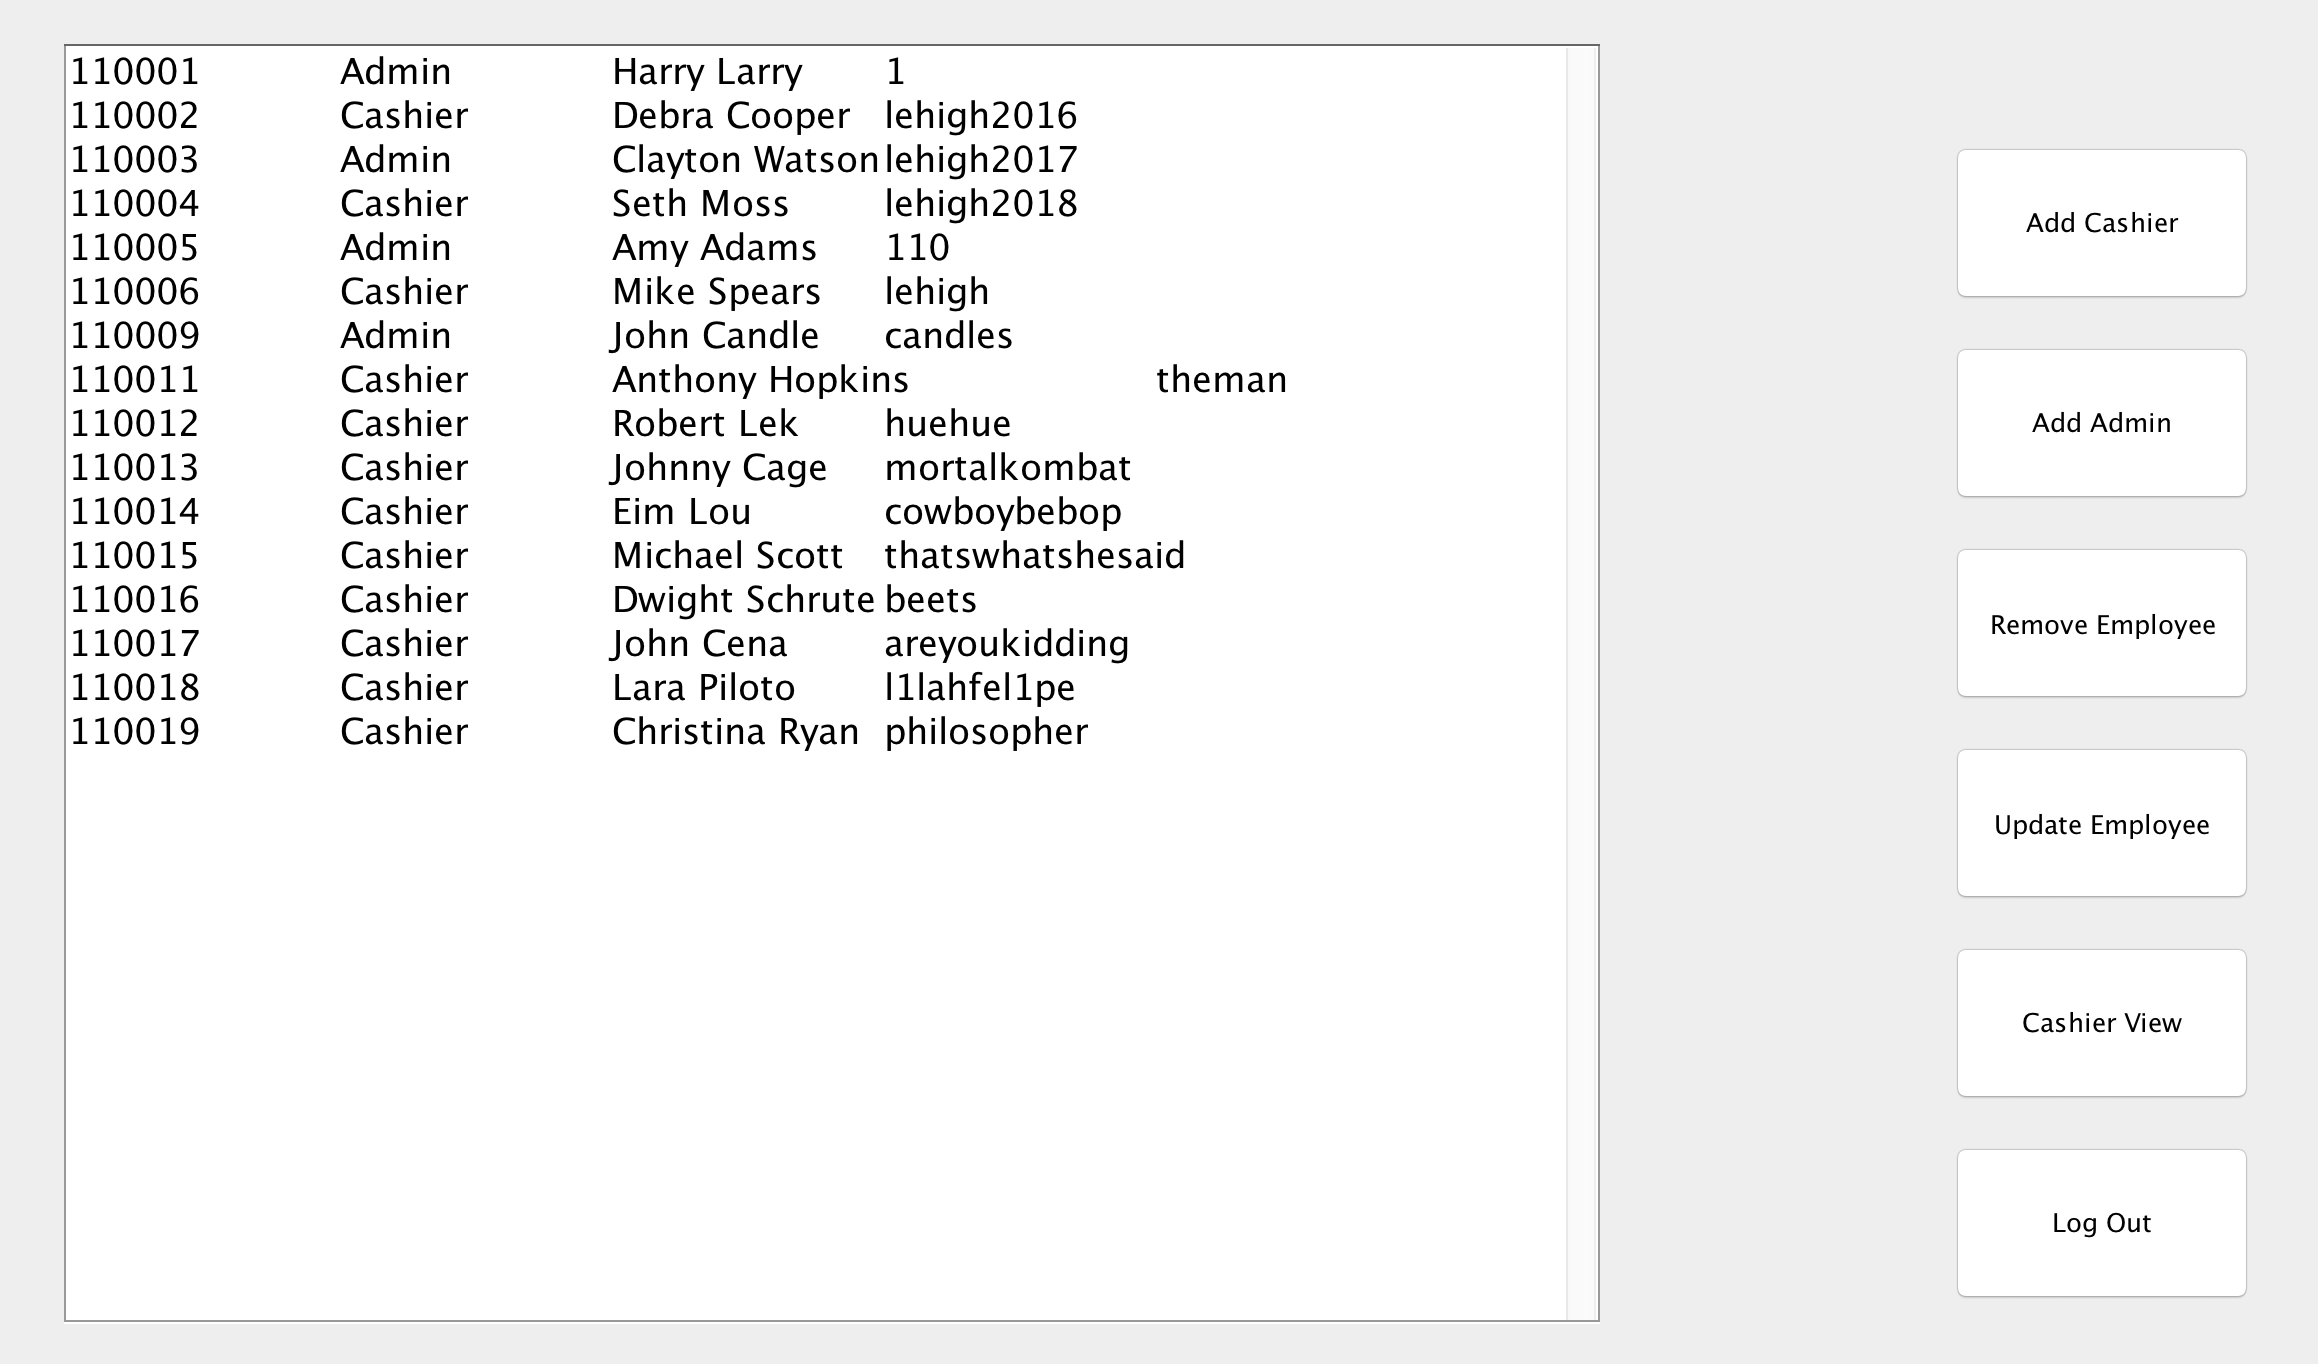 110001 Admin Harry Larry 1
110002 Cashier Debra Cooper lehigh2016
110003 Admin Clayton Watson lehigh2017
110004 Cashier Seth Moss lehigh2018
110005 Admin Amy Adams 110
110006 Cashier Mike Spears lehigh
110009 Admin John Candle candles
110011 Cashier Anthony Hopkins theman
110012 Cashier Robert Lek huehue
110013 Cashier Johnny Cage mortalkombat
110014 Cashier Eim Lou cowboybebop
110015 Cashier Michael Scott thatswhatshesaid
110016 Cashier Dwight Schrute beets
110017 Cashier John Cena areyoukidding
110018 Cashier Lara Piloto l1lahfel1pe
110019 Cashier Christina Ryan philosopher
Add Cashier
Add Admin
Remove Employee
Update Employee
Cashier View
Log Out